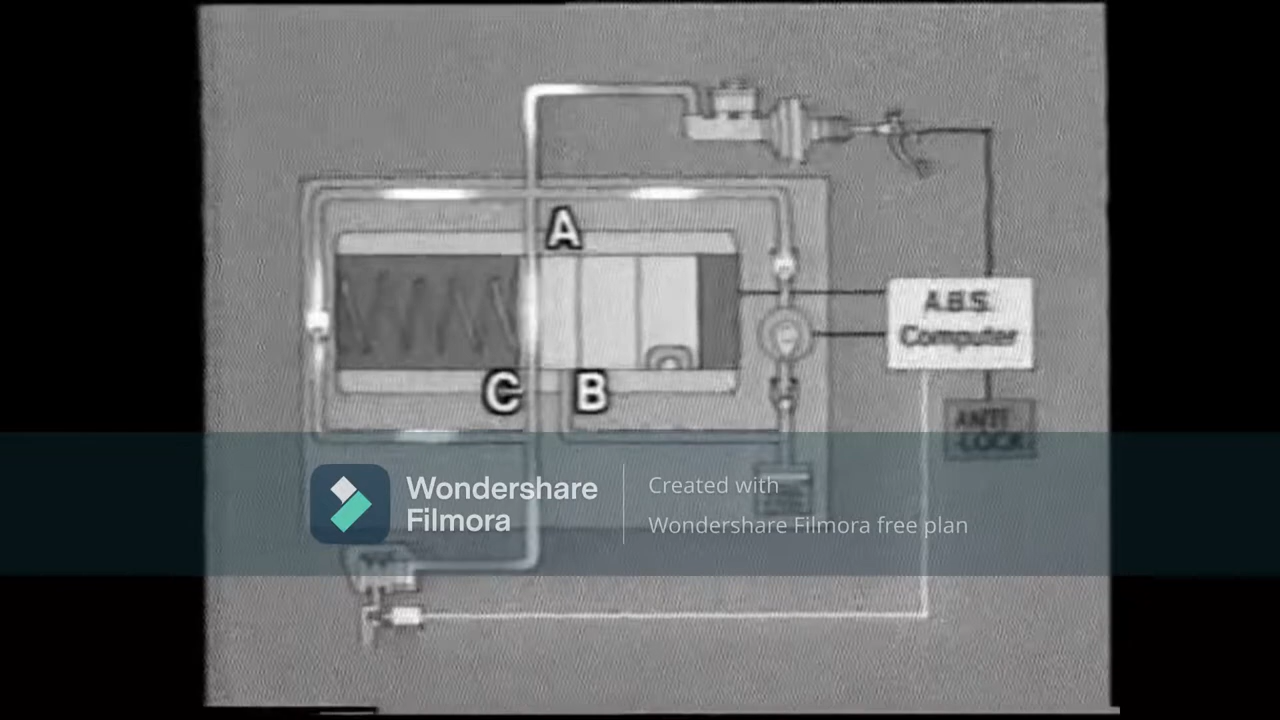 A
A.B.S.
Computer
C
B
ANTI
-LOCK
Wondershare
Filmora
Created with
Wondershare Filmora free plan